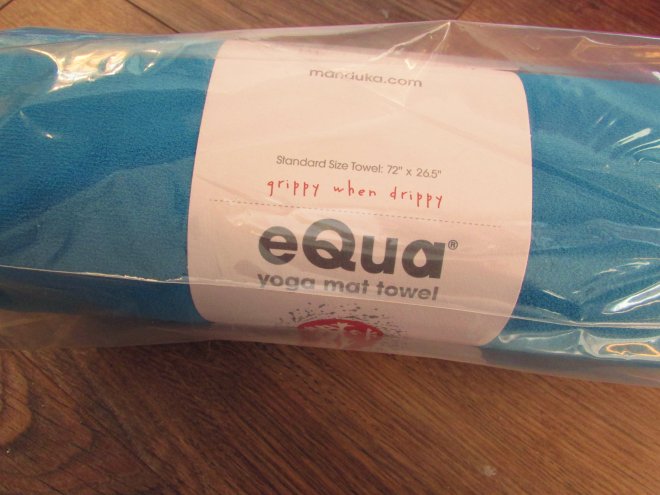 manduka.com
Standard Size Towel: 72" x 26.5"
grippy when drippy
eQua®
yoga mat towel